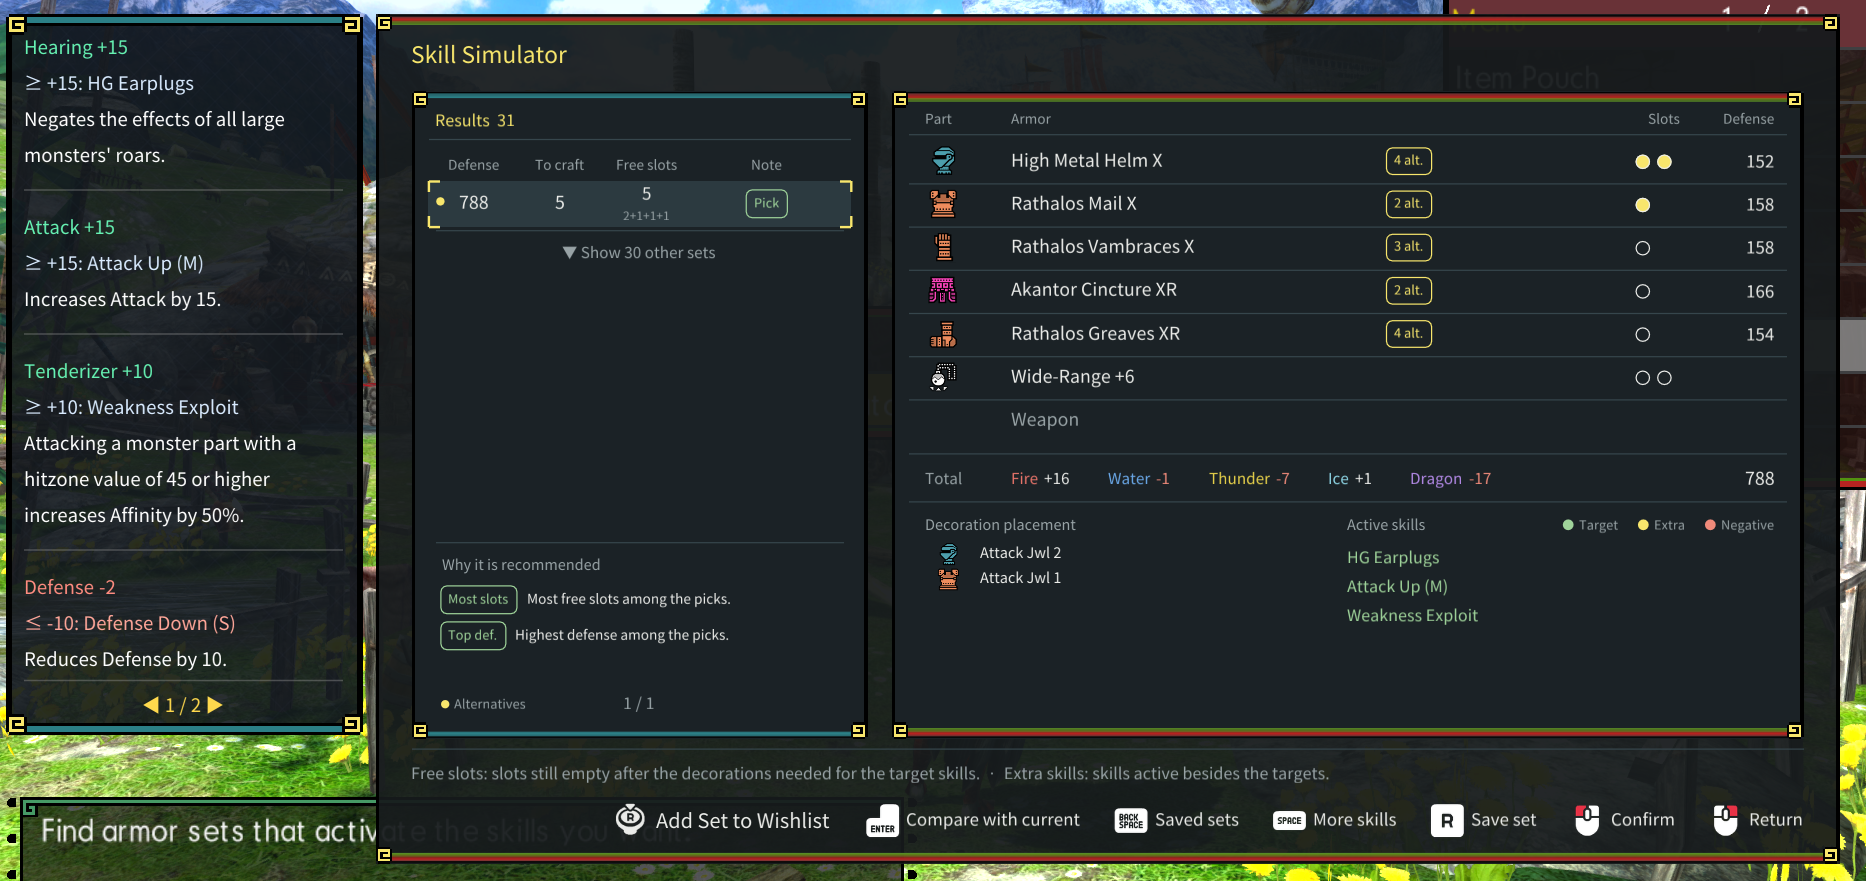 Hearing +15
≥ +15: HG Earplugs
Negates the effects of all large
monsters' roars.
Attack +15
≥ +15: Attack Up (M)
Increases Attack by 15.
Tenderizer +10
≥ +10: Weakness Exploit
Attacking a monster part with a
hitzone value of 45 or higher
increases Affinity by 50%.
Defense -2
≤ -10: Defense Down (S)
Reduces Defense by 10.
◀ 1 / 2 ▶
Menu 1 / 2
Item Pouch
Skill Simulator
Results 31
Defense To craft Free slots Note
788 5 5 Pick
2+1+1+1
▼ Show 30 other sets
Why it is recommended
Most slots Most free slots among the picks.
Top def. Highest defense among the picks.
Alternatives 1 / 1
Part Armor Slots Defense
High Metal Helm X 4 alt. 152
Rathalos Mail X 2 alt. 158
Rathalos Vambraces X 3 alt. 158
Akantor Cincture XR 2 alt. 166
Rathalos Greaves XR 4 alt. 154
Wide-Range +6
Weapon
Total Fire +16 Water -1 Thunder -7 Ice +1 Dragon -17 788
Decoration placement
Attack Jwl 2
Attack Jwl 1
Active skills Target Extra Negative
HG Earplugs
Attack Up (M)
Weakness Exploit
Free slots: slots still empty after the decorations needed for the target skills. · Extra skills: skills active besides the targets.
R Add Set to Wishlist ENTER Compare with current BACK SPACE Saved sets SPACE More skills R Save set Confirm Return
Find armor sets that activate the skills you want.